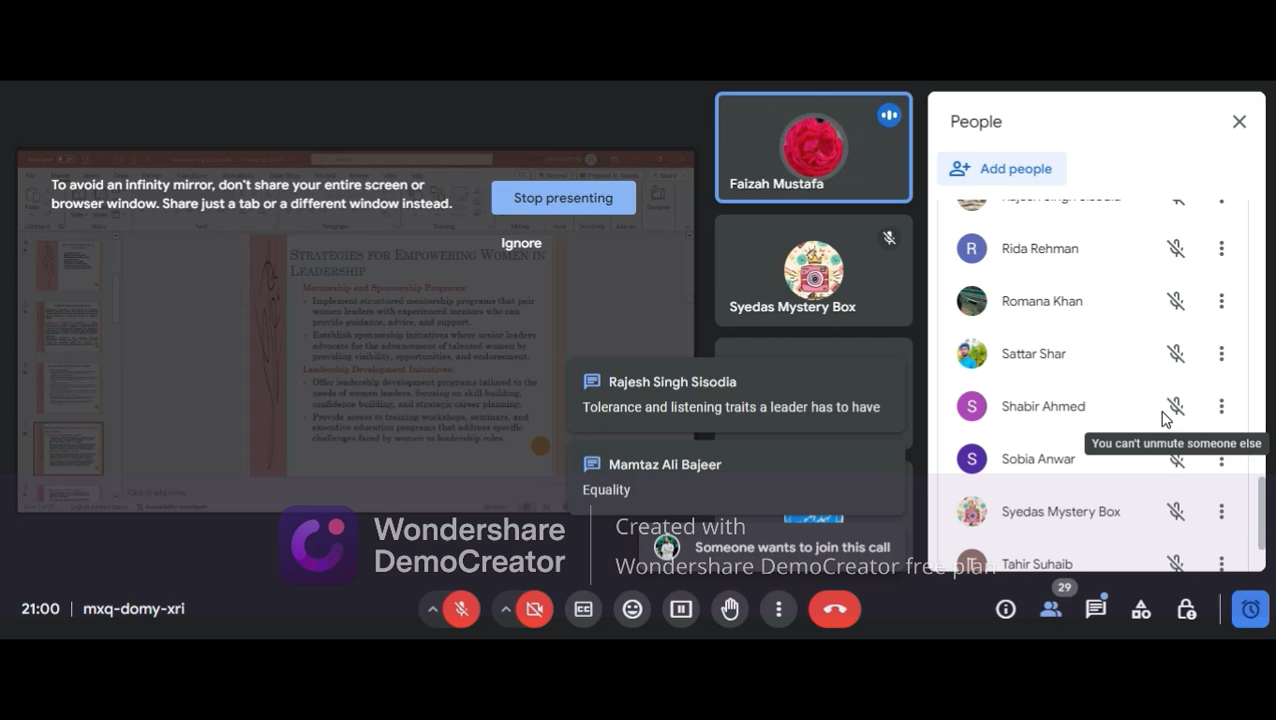 To avoid an infinity mirror, don't share your entire screen or
browser window. Share just a tab or a different window instead.
Stop presenting
Ignore
STRATEGIES FOR EMPOWERING WOMEN IN
LEADERSHIP
Mentorship and Sponsorship Programs:
Implement structured mentorship programs that pair
women leaders with experienced mentors who can
provide guidance, advice, and support.
Establish sponsorship initiatives where senior leaders
advocate for the advancement of talented women by
providing visibility, opportunities, and endorsement.
Leadership Development Initiatives:
Offer leadership development programs tailored to the
needs of women leaders, focusing on skill building,
confidence building, and strategic career planning.
Provide access to training workshops, seminars, and
executive education programs that address specific
challenges faced by women in leadership roles.
Click to add notes
Faizah Mustafa
Syedas Mystery Box
Rajesh Singh Sisodia
Tolerance and listening traits a leader has to have
Mamtaz Ali Bajeer
Equality
Someone wants to join this call
People
Add people
Rajesh Singh Sisodia
R
Rida Rehman
Romana Khan
Sattar Shar
S
Shabir Ahmed
You can't unmute someone else
S
Sobia Anwar
Syedas Mystery Box
T
Tahir Suhaib
Wondershare
DemoCreator
Created with
Wondershare DemoCreator free plan
21:00 | mxq-domy-xri
29